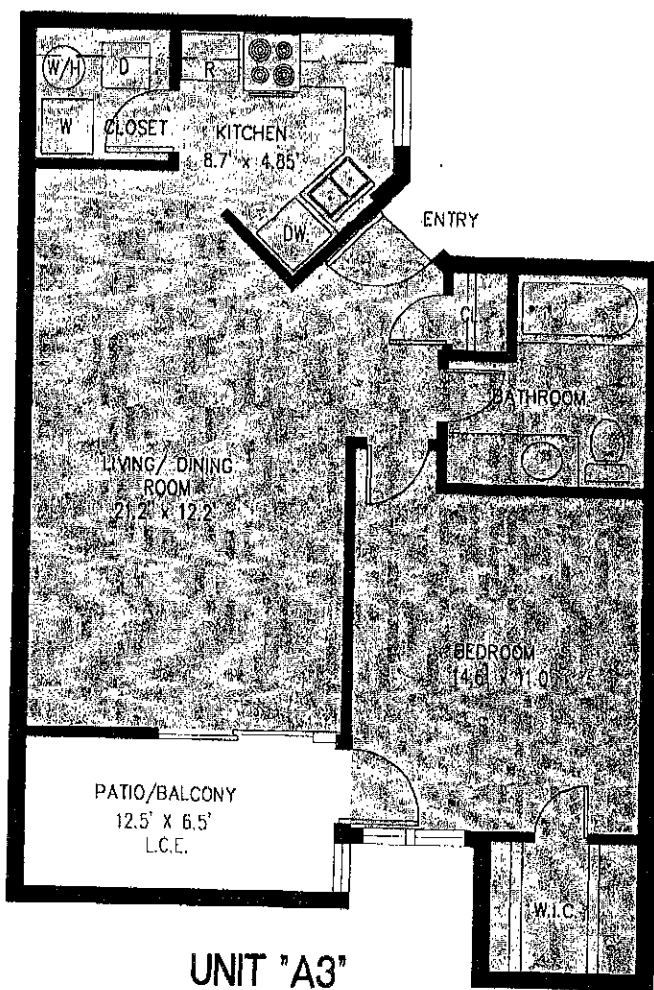 W/H
D
R
W
CLOSET
KITCHEN
8.7' x 4.85'
DW.
ENTRY
C.
BATHROOM
LIVING/ DINING
ROOM
21.2' x 12.2'
BEDROOM
14.6' x 11.0'
PATIO/BALCONY
12.5' X 6.5'
L.C.E.
W.I.C.
UNIT "A3"